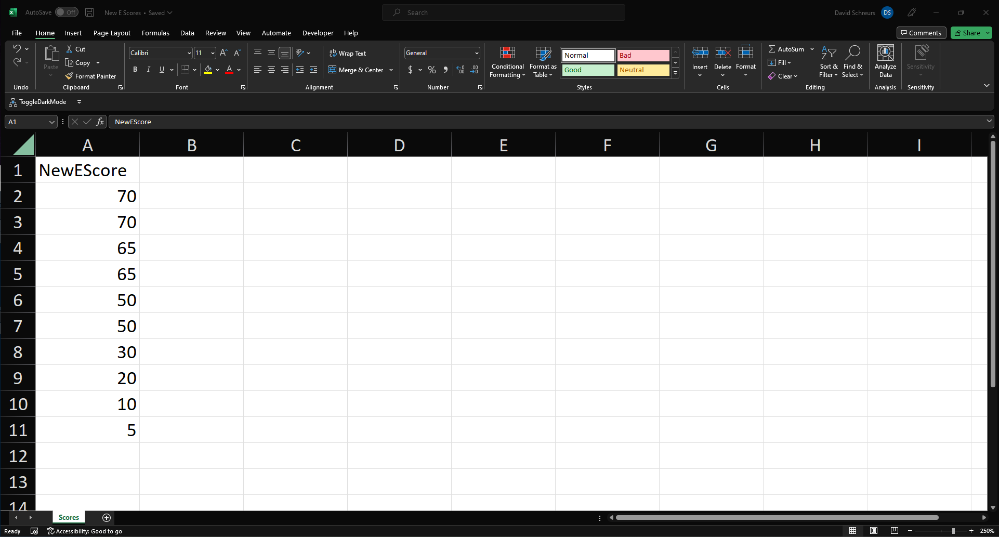 AutoSave Off New E Scores • Saved Search David Schreurs DS
File Home Insert Page Layout Formulas Data Review View Automate Developer Help Comments Share
Undo
Paste
Cut
Copy
Format Painter
Clipboard
Calibri 11
B I U
Font
Wrap Text
Merge & Center
Alignment
General
$ % 9
Number
Conditional Formatting
Format as Table
Normal Bad
Good Neutral
Styles
Insert Delete Format
Cells
AutoSum
Fill
Clear
Sort & Filter
Find & Select
Editing
Analyze Data
Analysis
Sensitivity
Sensitivity
ToggleDarkMode
A1 fx NewEScore
A B C D E F G H I
1 NewEScore
2 70
3 70
4 65
5 65
6 50
7 50
8 30
9 20
10 10
11 5
12
13
14
Scores
Ready Accessibility: Good to go 250%